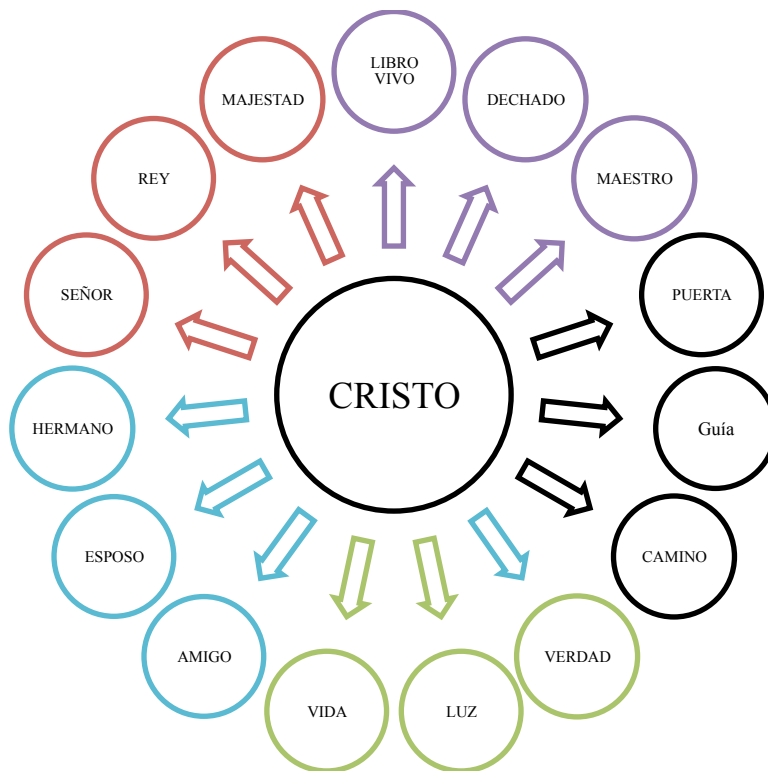 LIBRO
VIVO
DECHADO
MAESTRO
PUERTA
Guía
CAMINO
VERDAD
LUZ
VIDA
AMIGO
ESPOSO
HERMANO
SEÑOR
REY
MAJESTAD
CRISTO